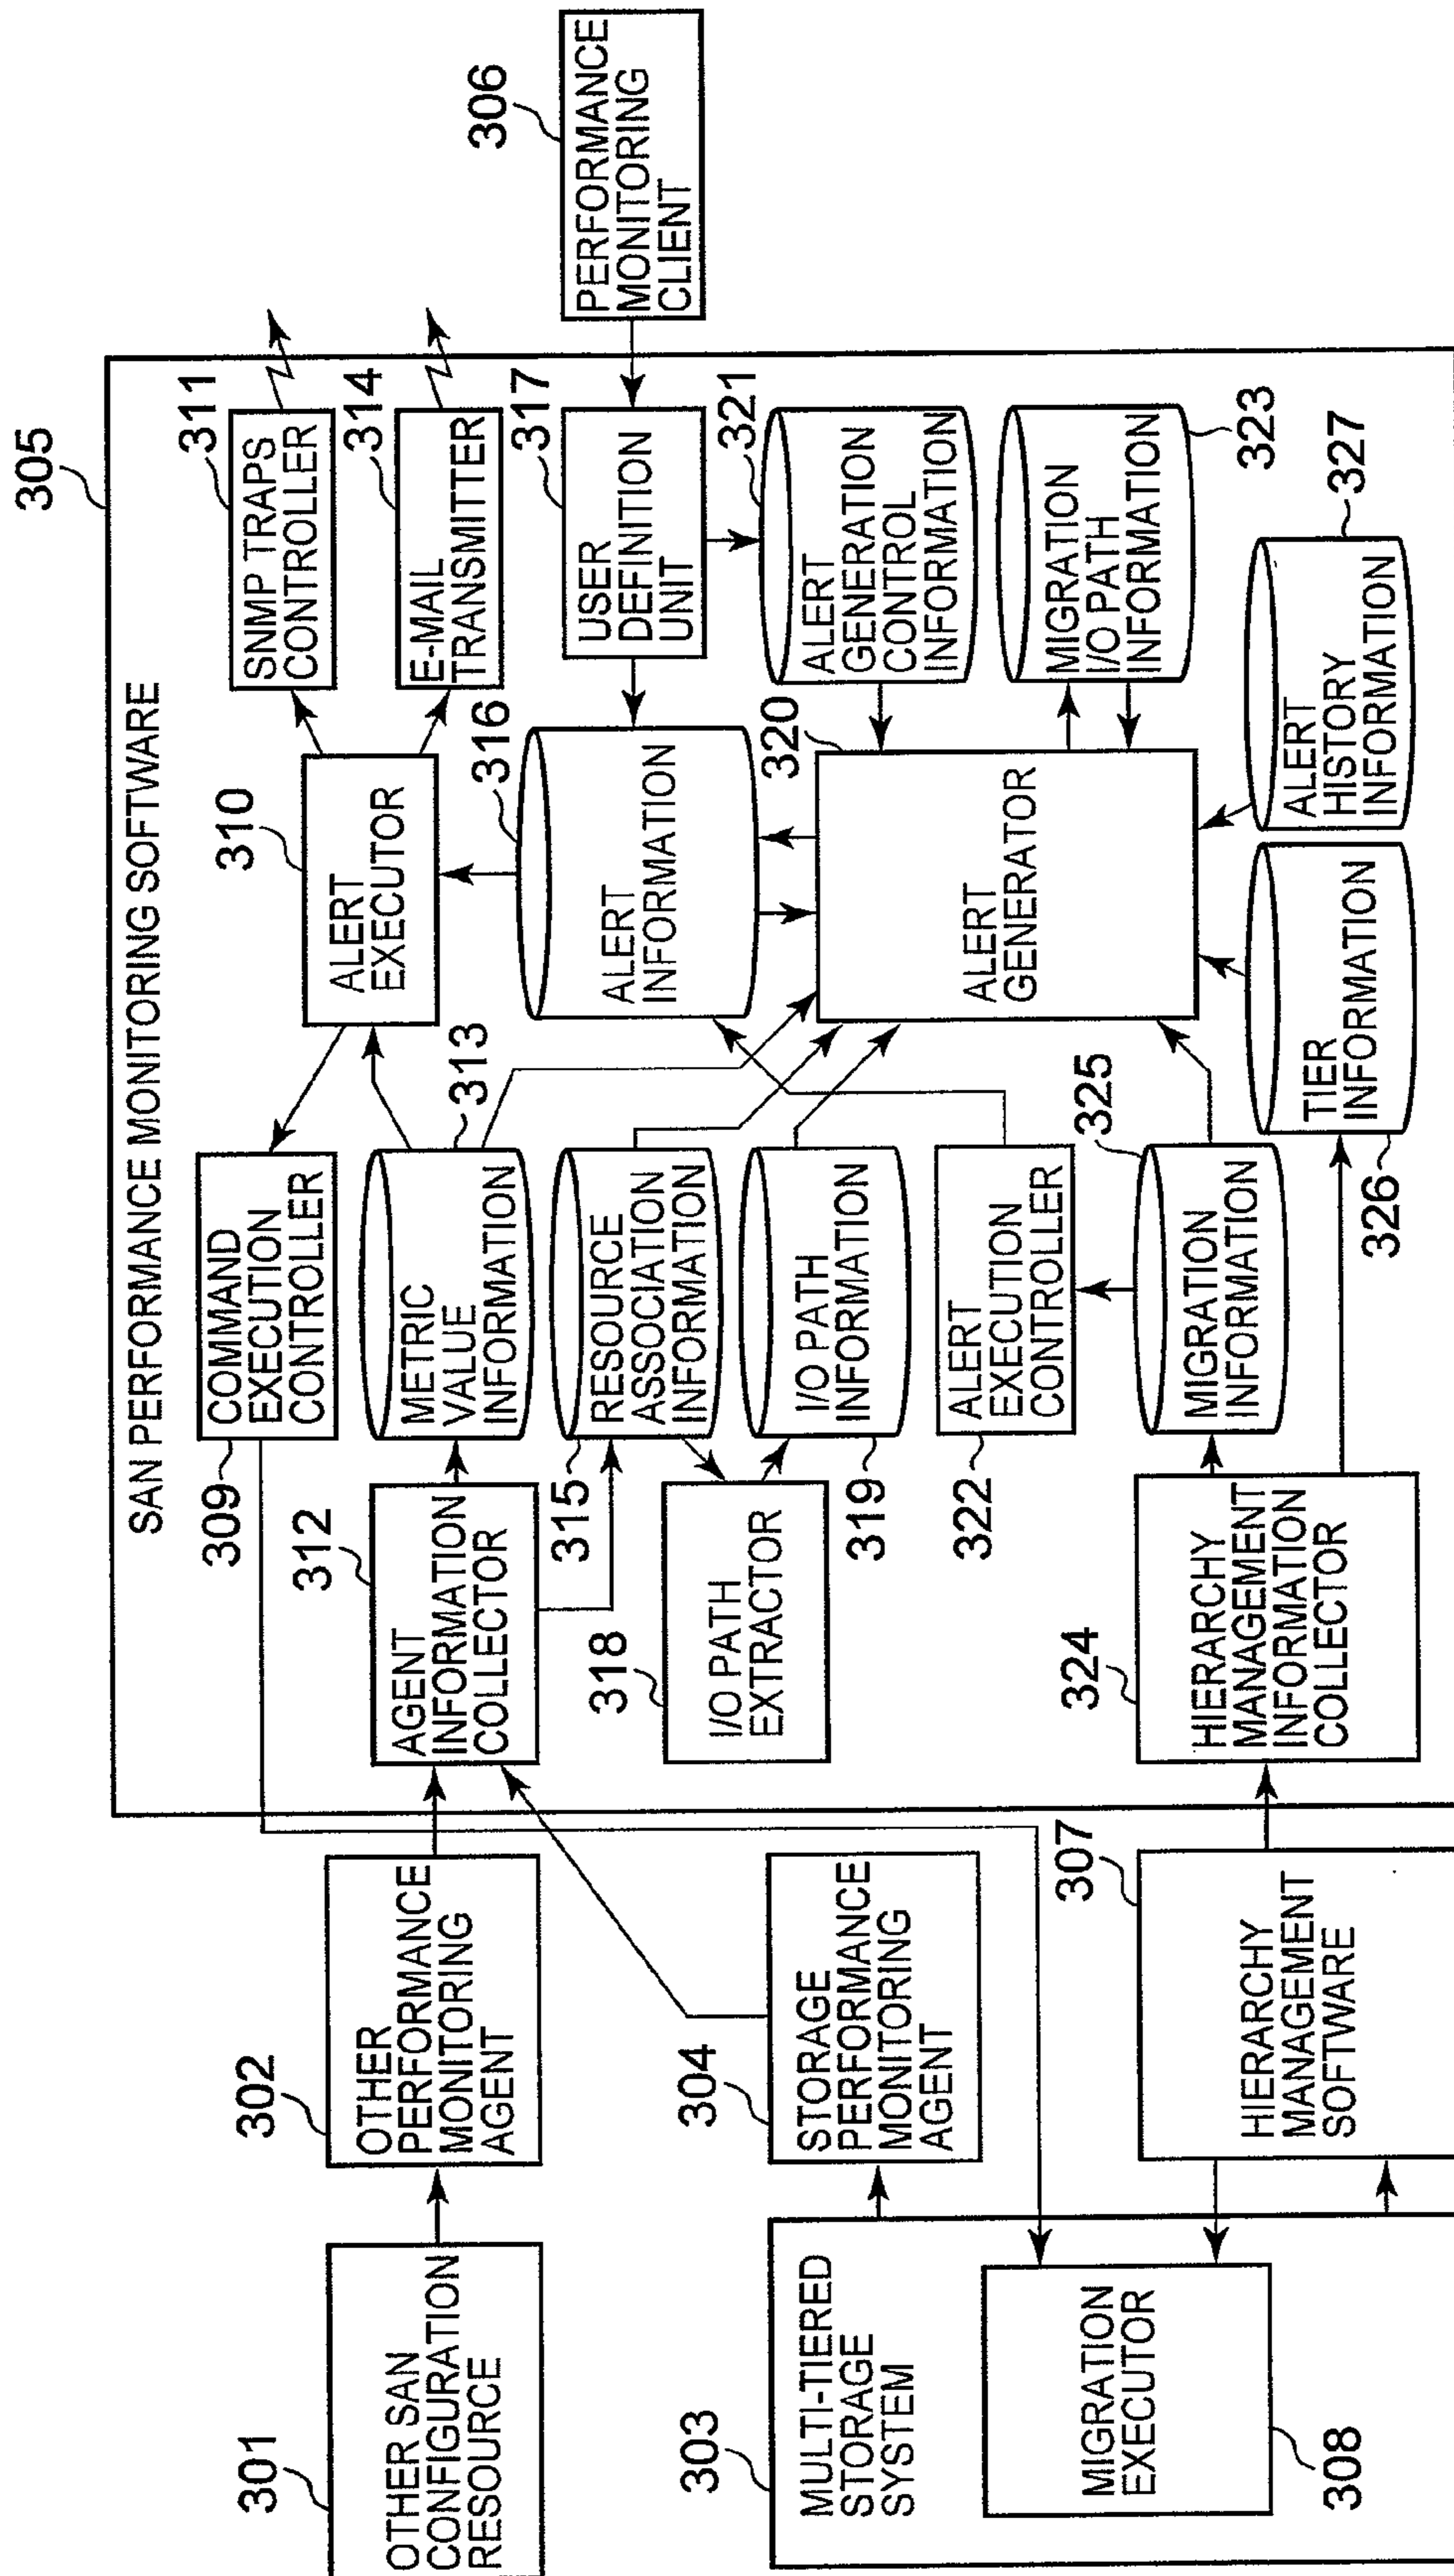 305
SAN PERFORMANCE MONITORING SOFTWARE
301
OTHER SAN
CONFIGURATION
RESOURCE
302
OTHER
PERFORMANCE
MONITORING
AGENT
309
COMMAND
EXECUTION
CONTROLLER
310
ALERT
EXECUTOR
311
SNMP TRAPS
CONTROLLER
312
AGENT
INFORMATION
COLLECTOR
313
METRIC
VALUE
INFORMATION
314
E-MAIL
TRANSMITTER
306
PERFORMANCE
MONITORING
CLIENT
315
RESOURCE
ASSOCIATION
INFORMATION
316
ALERT
INFORMATION
317
USER
DEFINITION
UNIT
318
I/O PATH
EXTRACTOR
319
I/O PATH
INFORMATION
320
ALERT
GENERATOR
321
ALERT
GENERATION
CONTROL
INFORMATION
303
MULTI-TIERED
STORAGE
SYSTEM
304
STORAGE
PERFORMANCE
MONITORING
AGENT
322
ALERT
EXECUTION
CONTROLLER
323
MIGRATION
I/O PATH
INFORMATION
308
MIGRATION
EXECUTOR
307
HIERARCHY
MANAGEMENT
SOFTWARE
324
HIERARCHY
MANAGEMENT
INFORMATION
COLLECTOR
325
MIGRATION
INFORMATION
326
TIER
INFORMATION
327
ALERT
HISTORY
INFORMATION